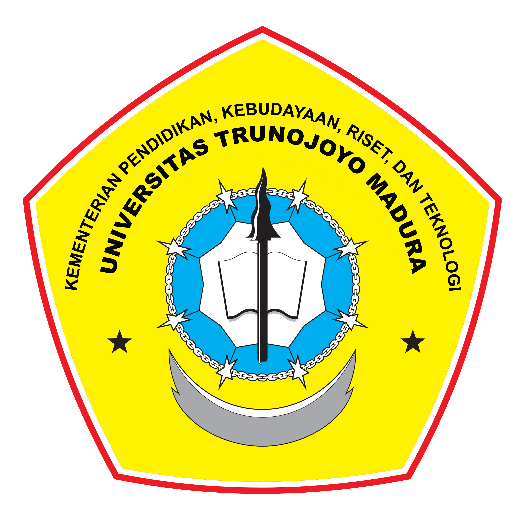 KEMENTERIAN PENDIDIKAN, KEBUDAYAAN, RISET, DAN TEKNOLOGI
UNIVERSITAS TRUNOJOYO MADURA